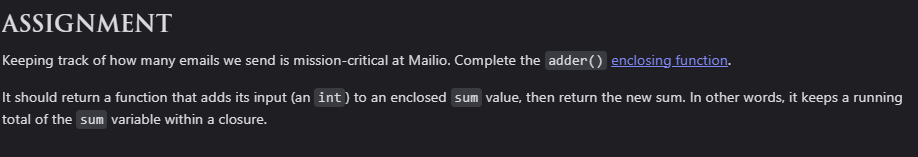 ASSIGNMENT
Keeping track of how many emails we send is mission-critical at Mailio. Complete the adder() enclosing function.
It should return a function that adds its input (an int) to an enclosed sum value, then return the new sum. In other words, it keeps a running
total of the sum variable within a closure.